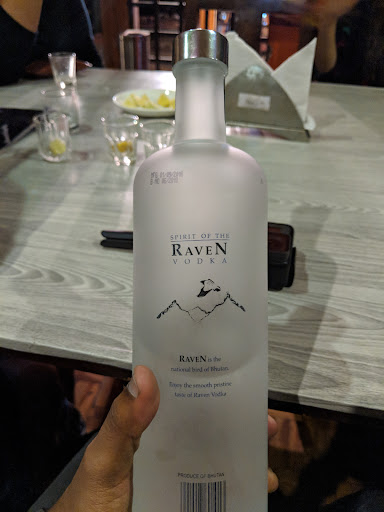 SPIRIT OF THE
RAVEN
VODKA
RAVEN is the
national bird of Bhutan
Enjoy the smooth pristine
taste of Raven Vodka
PRODUCE OF BHUTAN